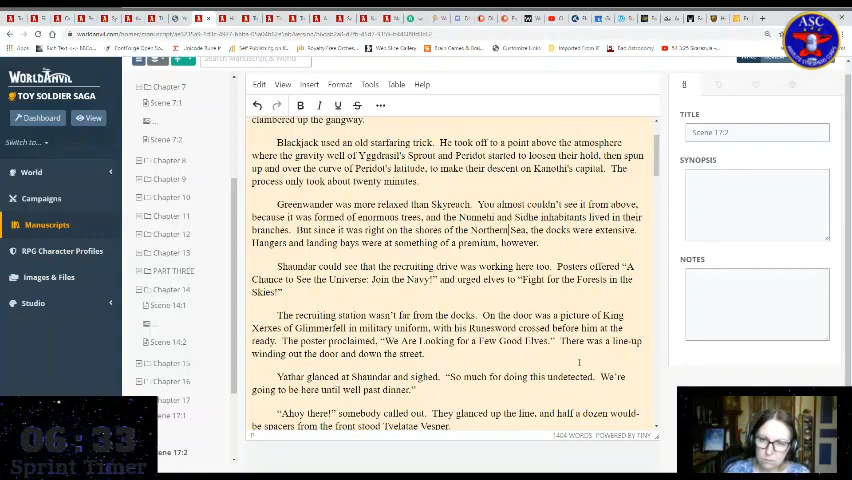 worldanvil.com
WORLDANVIL
TOY SOLDIER SAGA
Dashboard
View
Switch to...
World
Campaigns
Manuscripts
RPG Character Profiles
Images & Files
Studio
Chapter 7
Scene 7:1
...
Scene 7:2
Chapter 8
Chapter 9
Chapter 10
Chapter 11
Chapter 12
Chapter 13
PART THREE
Chapter 14
Scene 14:1
...
Scene 14:2
Chapter 15
Chapter 16
Chapter 17
Scene 17:2
Search Manuscript & World
Edit View Insert Format Tools Table Help
B I U S ...
clambered up the gangway.
Blackjack used an old starfaring trick. He took off to a point above the atmosphere
where the gravity well of Yggdrasil's Sprout and Peridot started to loosen their hold, then spun
up and over the curve of Peridot's latitude, to make their descent on Kanothi's capital. The
process only took about twenty minutes.
Greenwander was more relaxed than Skyreach. You almost couldn't see it from above,
because it was formed of enormous trees, and the Nunnehi and Sidhe inhabitants lived in their
branches. But since it was right on the shores of the Northern Sea, the docks were extensive.
Hangers and landing bays were at something of a premium, however.
Shaundar could see that the recruiting drive was working here too. Posters offered "A
Chance to See the Universe: Join the Navy!" and urged elves to "Fight for the Forests in the
Skies!"
The recruiting station wasn't far from the docks. On the door was a picture of King
Xerxes of Glimmerfell in military uniform, with his Runesword crossed before him at the
ready. The poster proclaimed, "We Are Looking for a Few Good Elves." There was a line-up
winding out the door and down the street.
Yathar glanced at Shaundar and sighed. "So much for doing this undetected. We're
going to be here until well past dinner."
"Ahoy there!" somebody called out. They glanced up the line, and half a dozen would-
be spacers from the front stood Tvelatae Vesper.
P
1404 WORDS POWERED BY TINY
TITLE
Scene 17:2
SYNOPSIS
NOTES
ASC
06:33
Sprint Timer